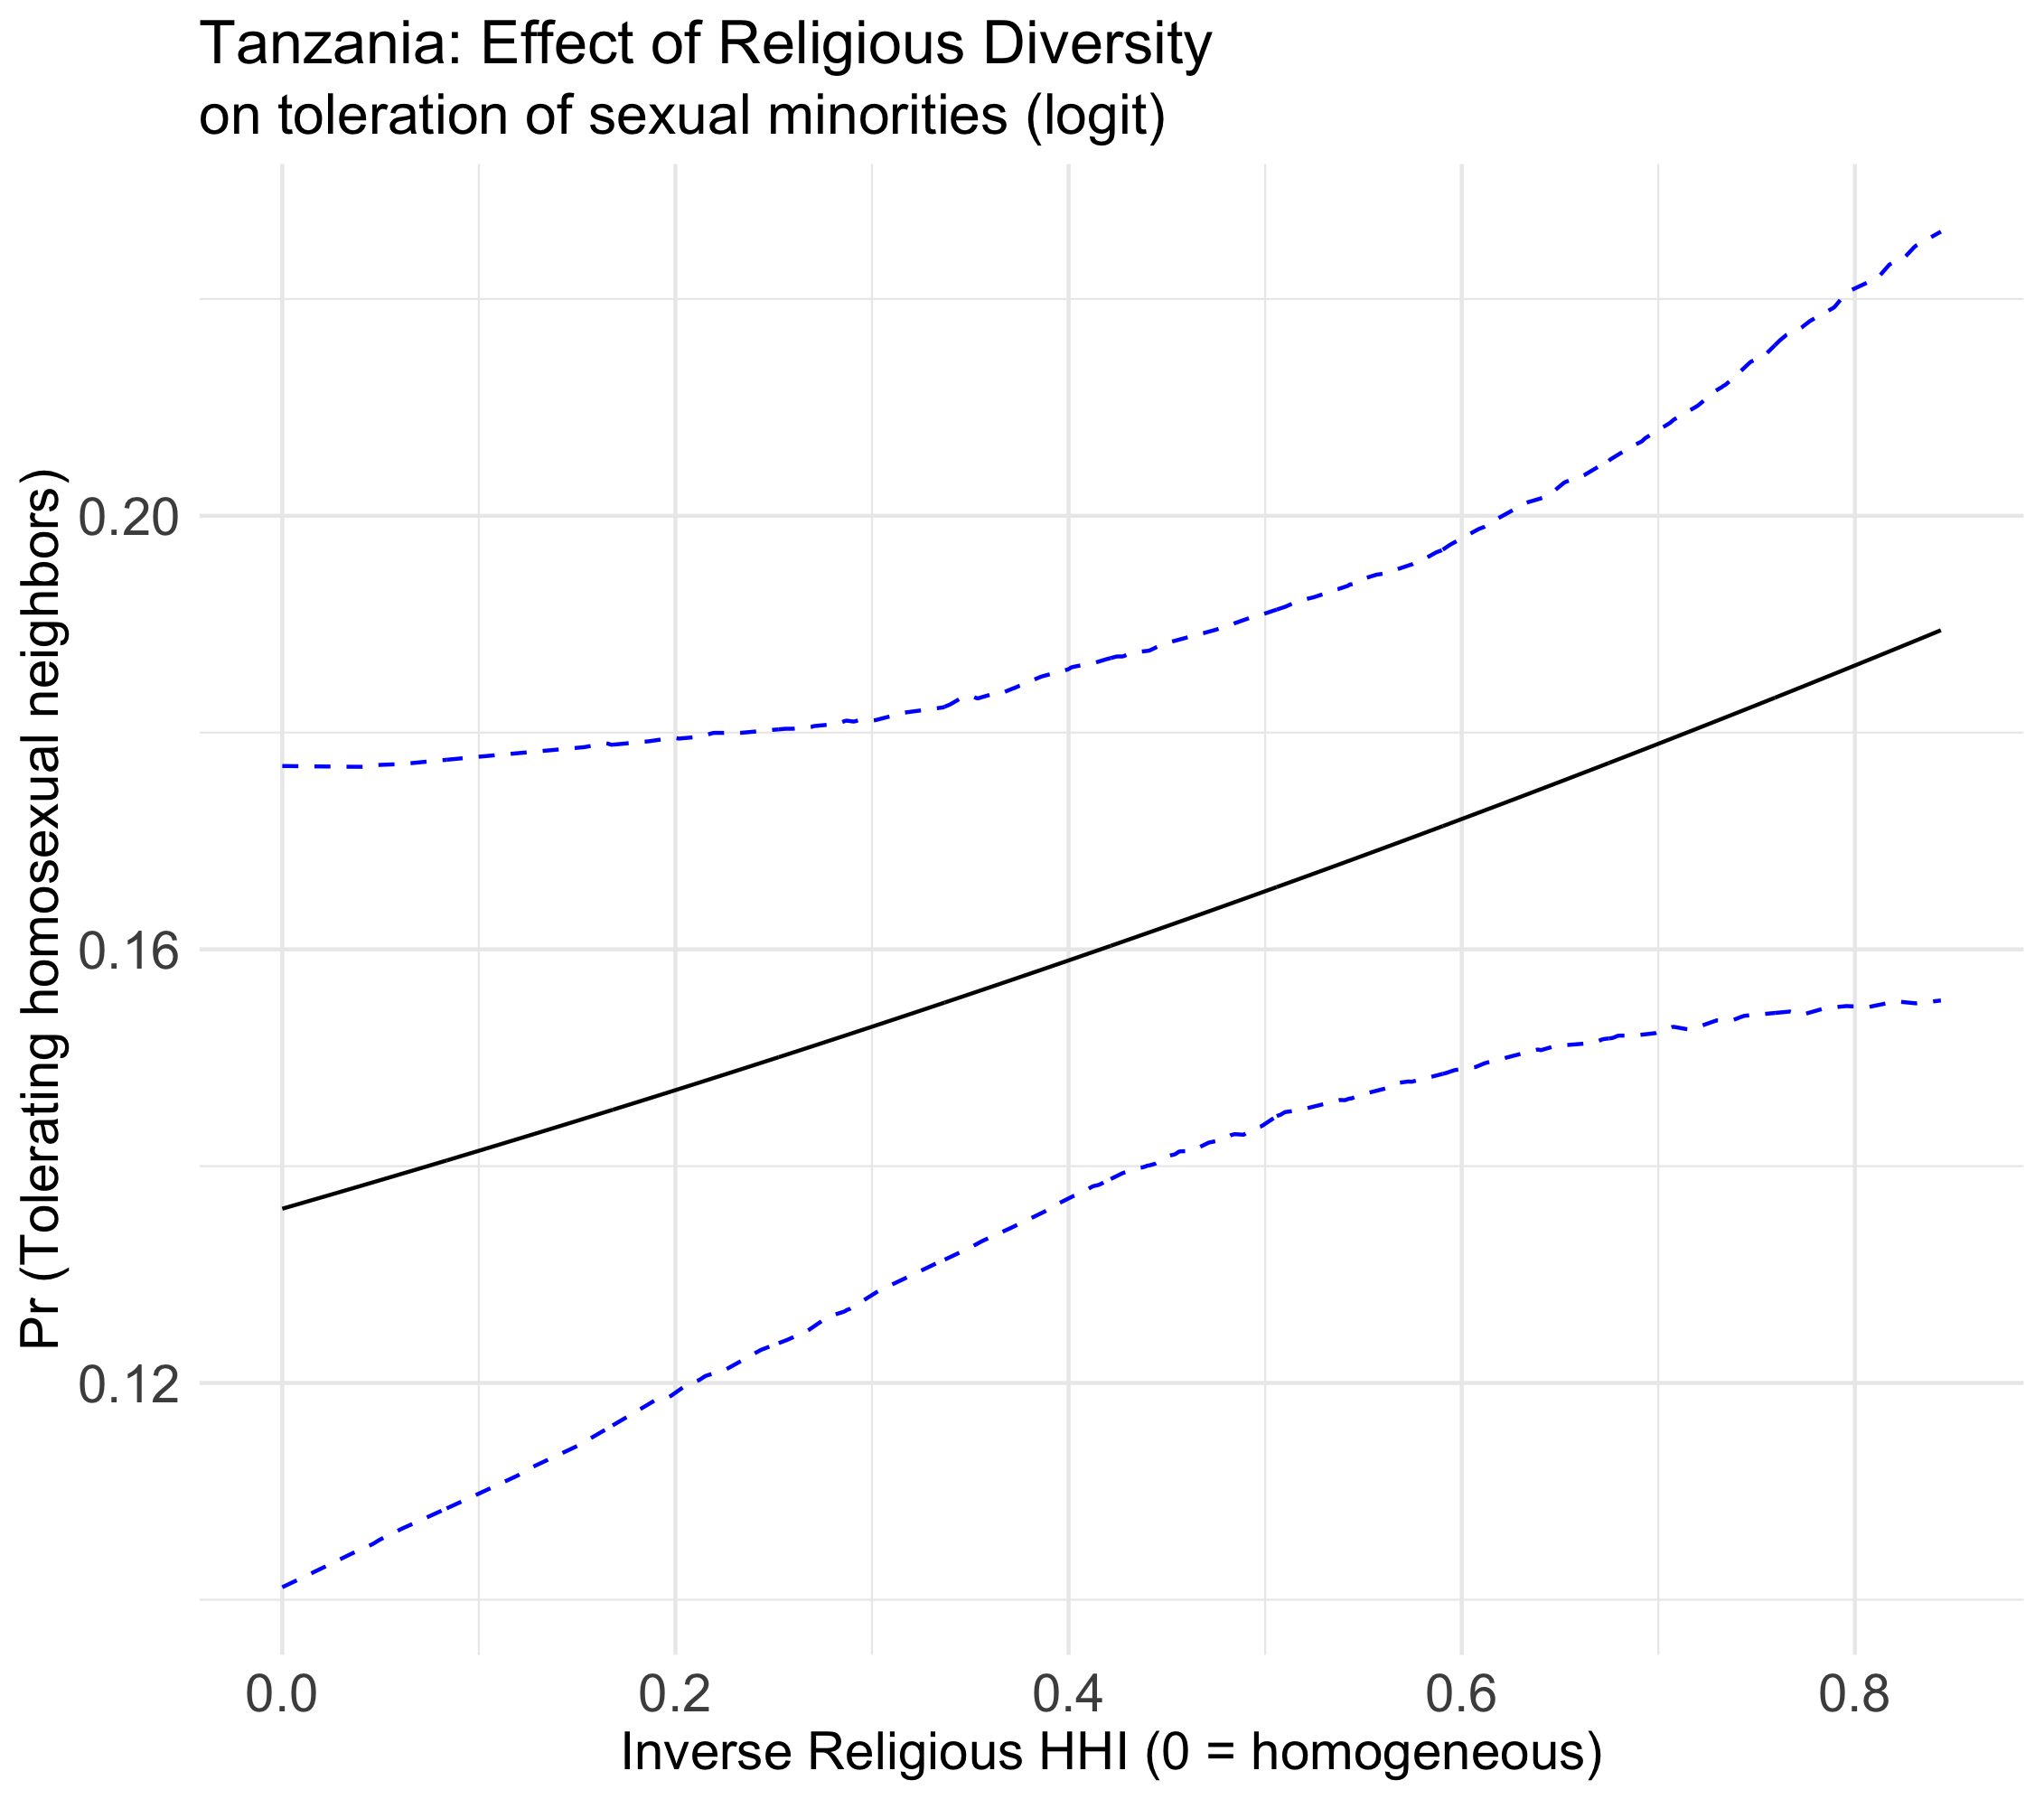 Tanzania: Effect of Religious Diversity
on toleration of sexual minorities (logit)
Pr (Tolerating homosexual neighbors)
0.20
0.16
0.12
0.0 0.2 0.4 0.6 0.8
Inverse Religious HHI (0 = homogeneous)